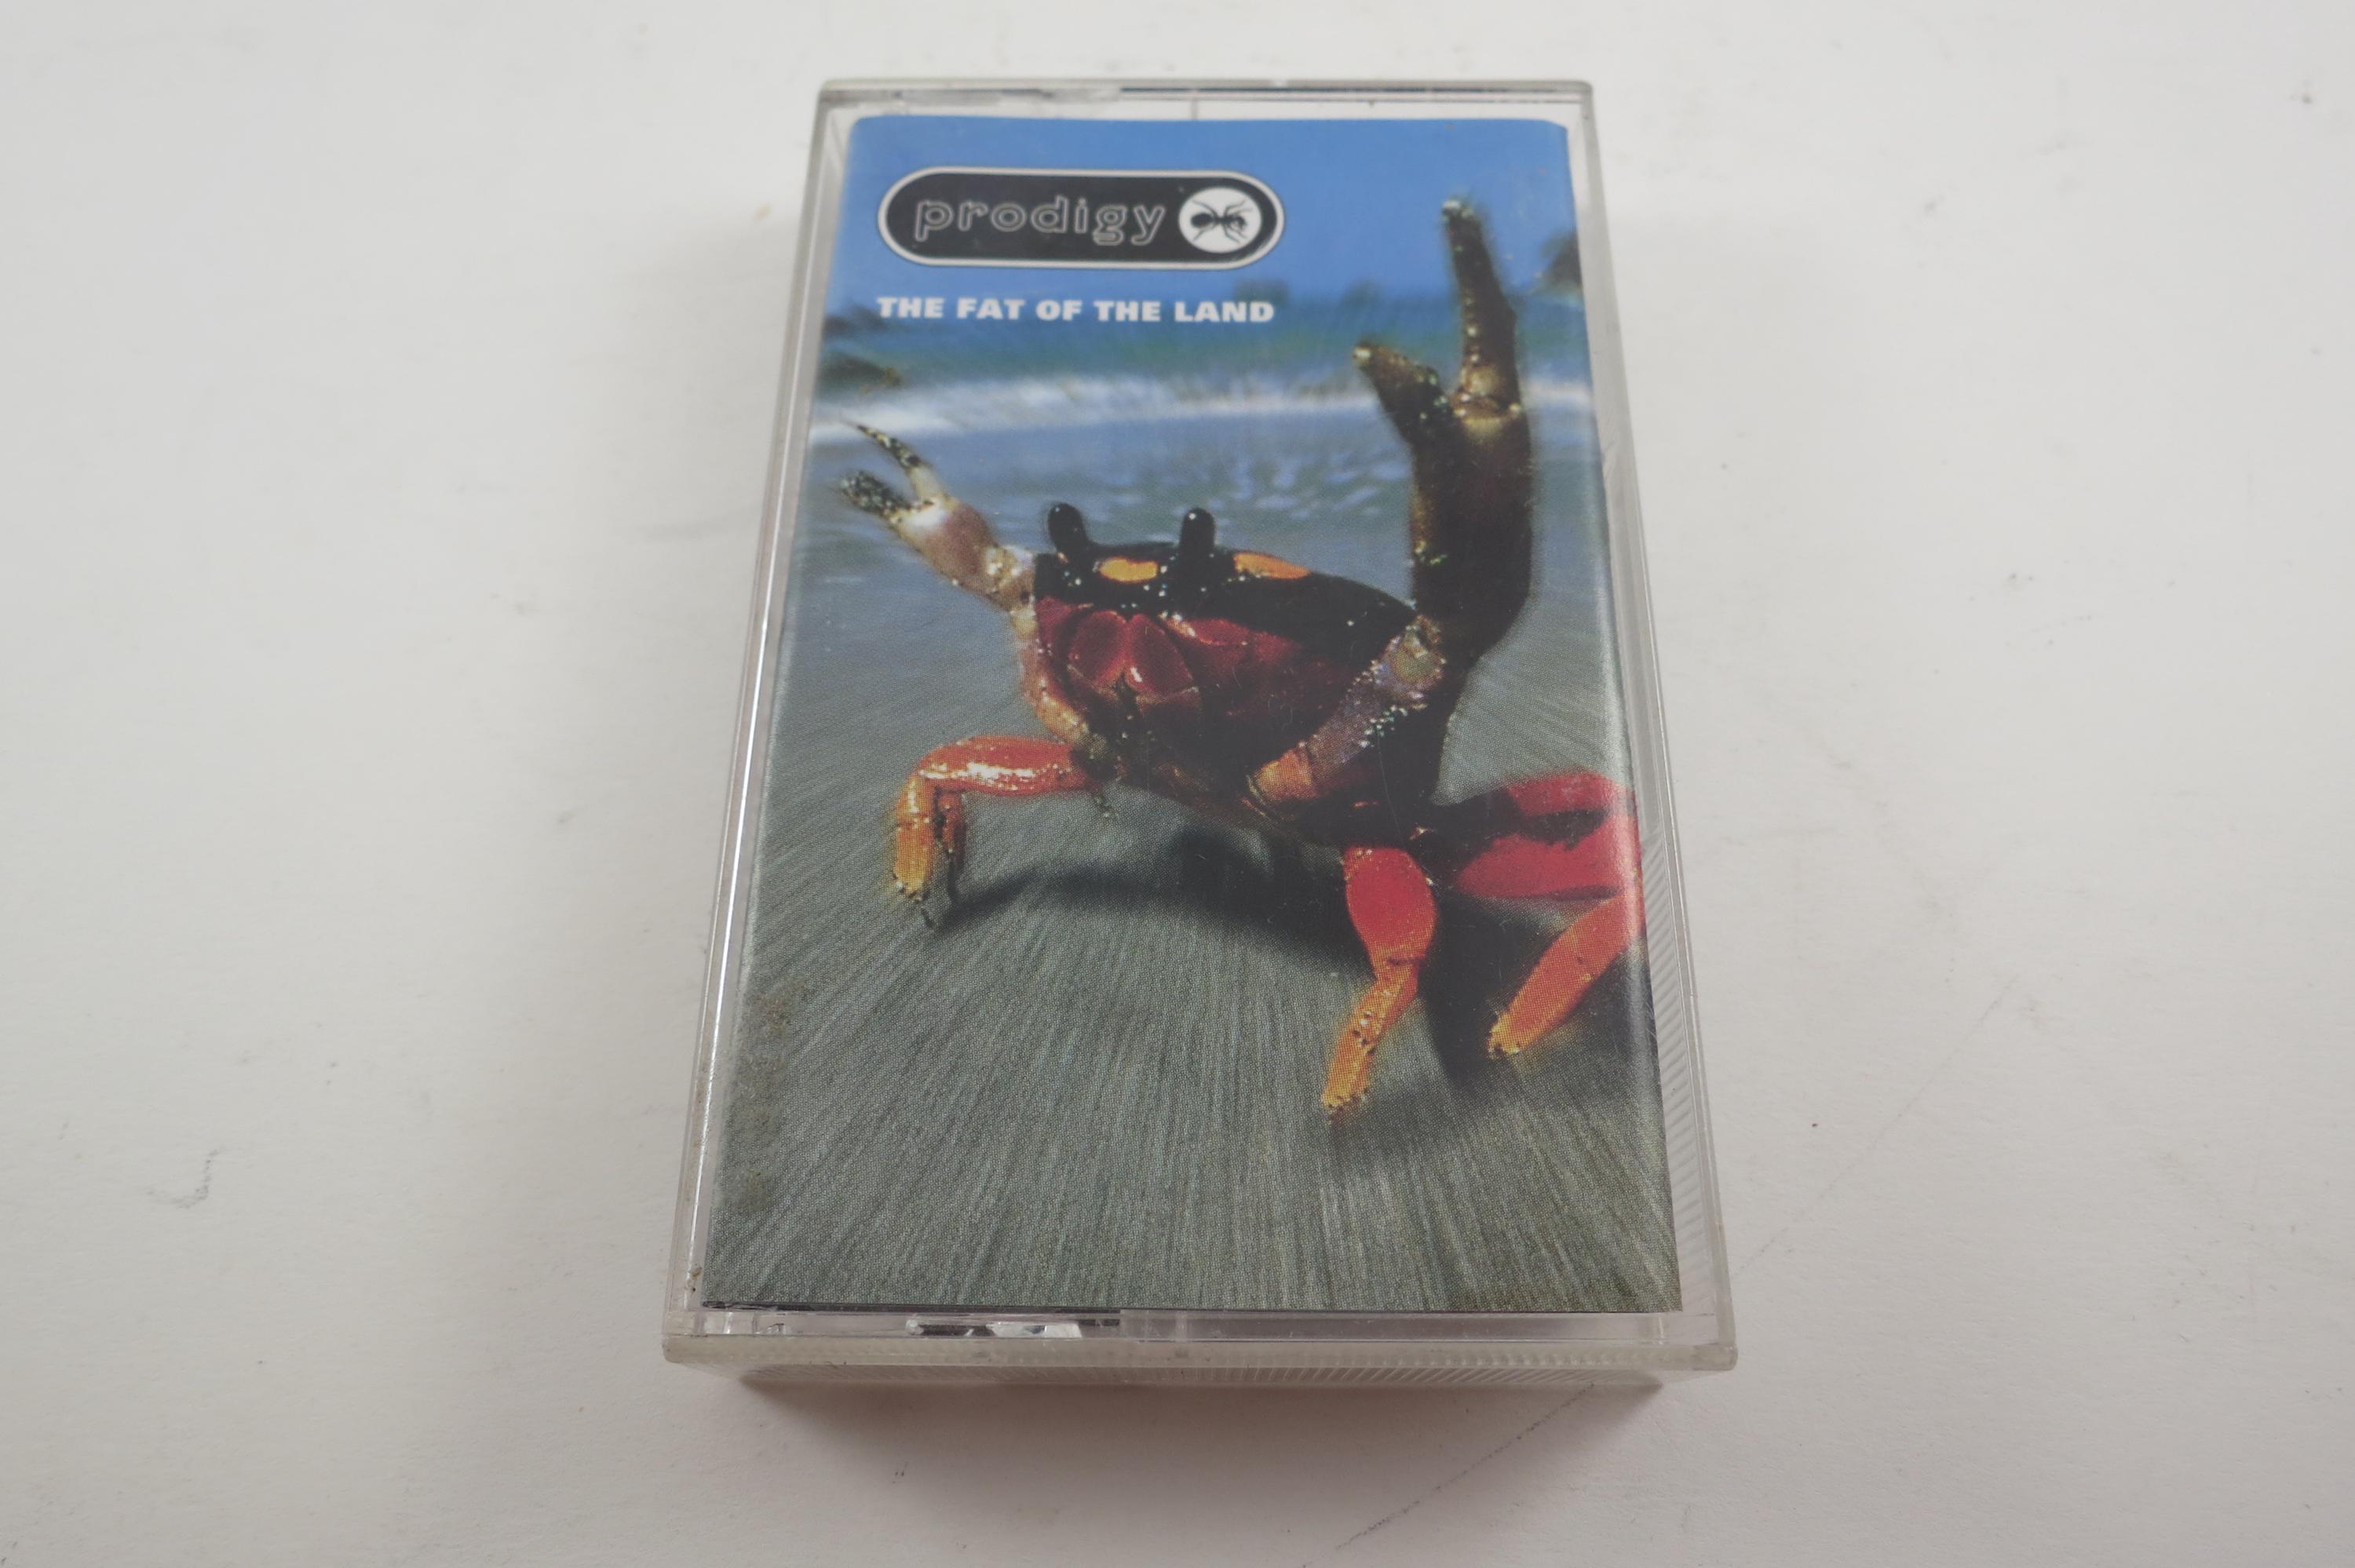 prodigy
THE FAT OF THE LAND